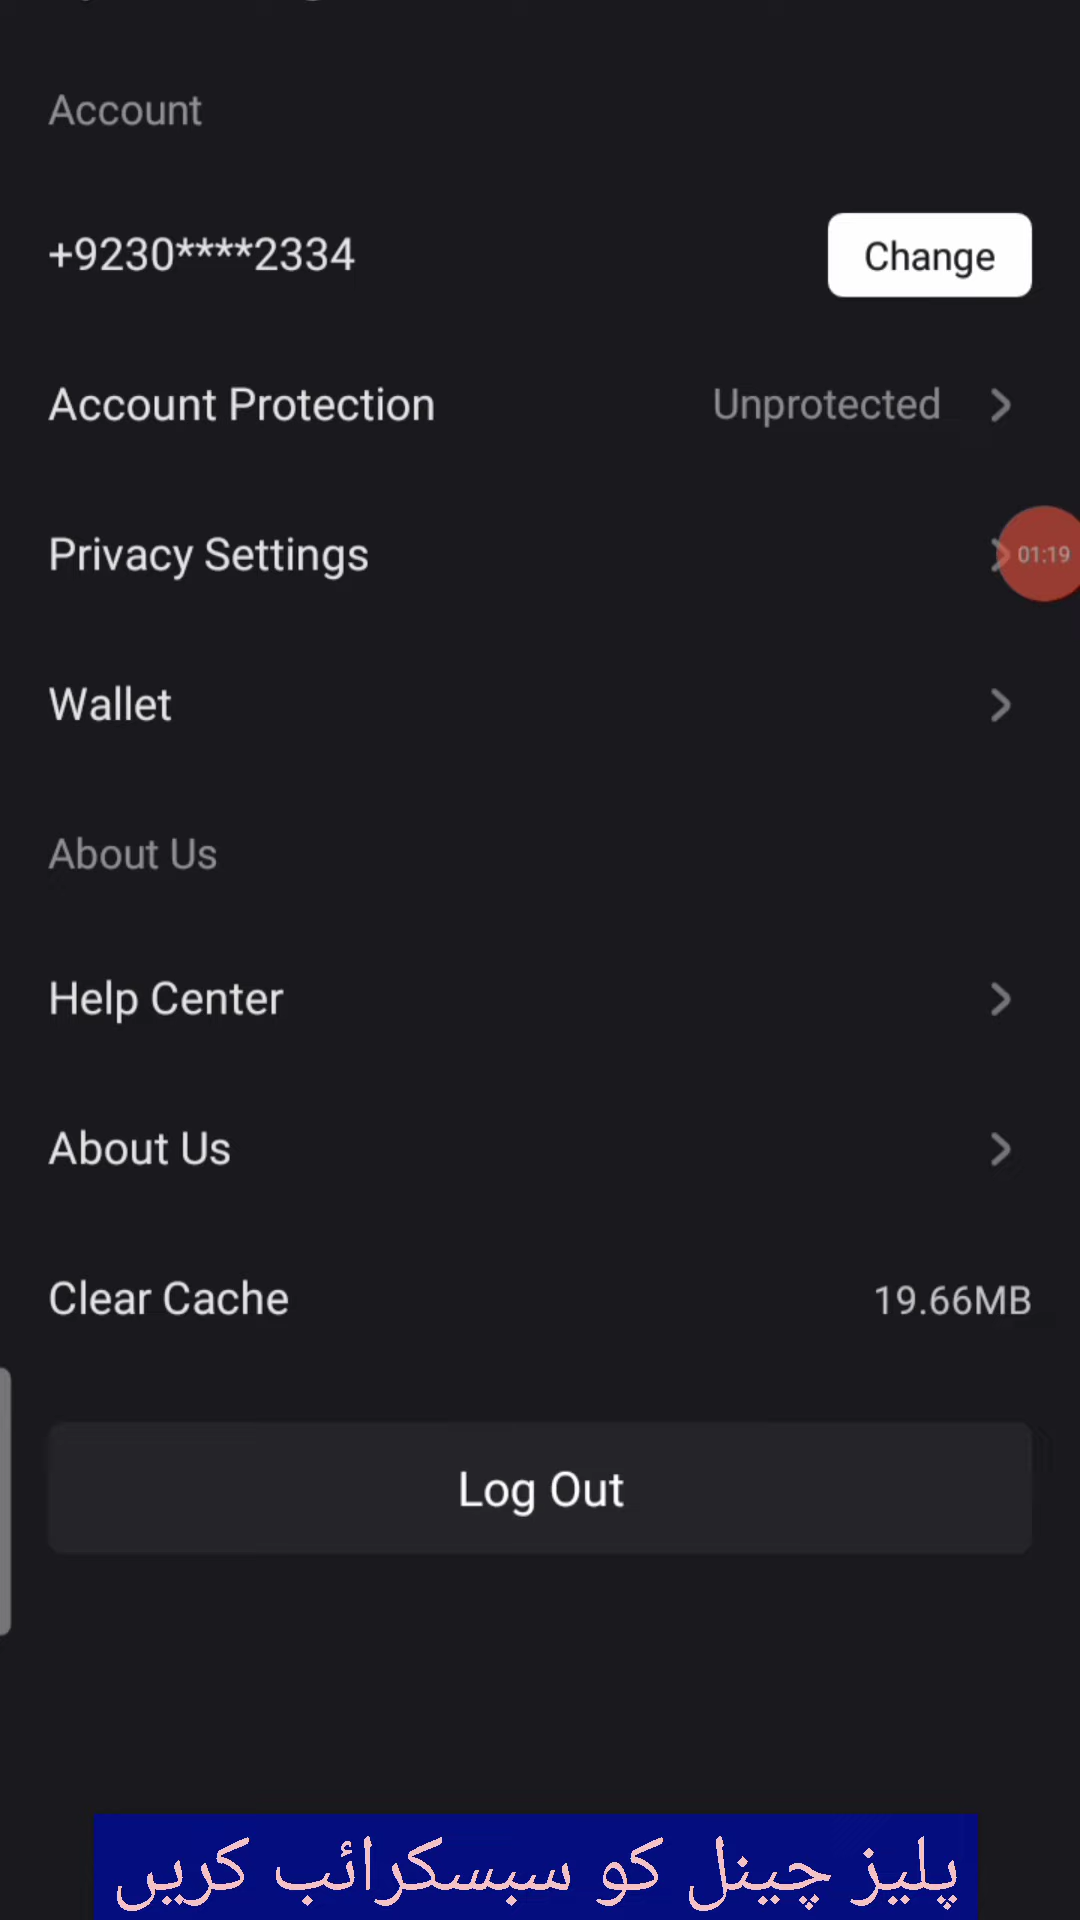 Account
+9230****2334 Change
Account Protection Unprotected
Privacy Settings 01:19
Wallet
About Us
Help Center
About Us
Clear Cache 19.66MB
Log Out
پلیز چینل کو سبسکرائب کریں